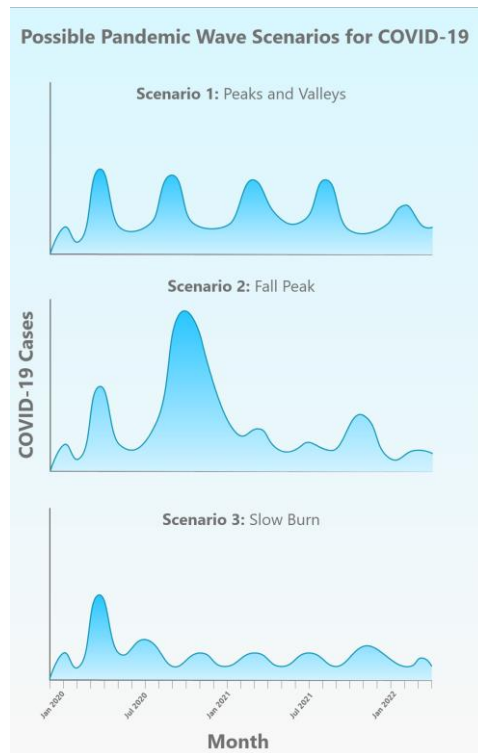 Possible Pandemic Wave Scenarios for COVID-19
Scenario 1: Peaks and Valleys
Scenario 2: Fall Peak
COVID-19 Cases
Scenario 3: Slow Burn
Jan 2020
Jul 2020
Jan 2021
Jul 2021
Jan 2022
Month